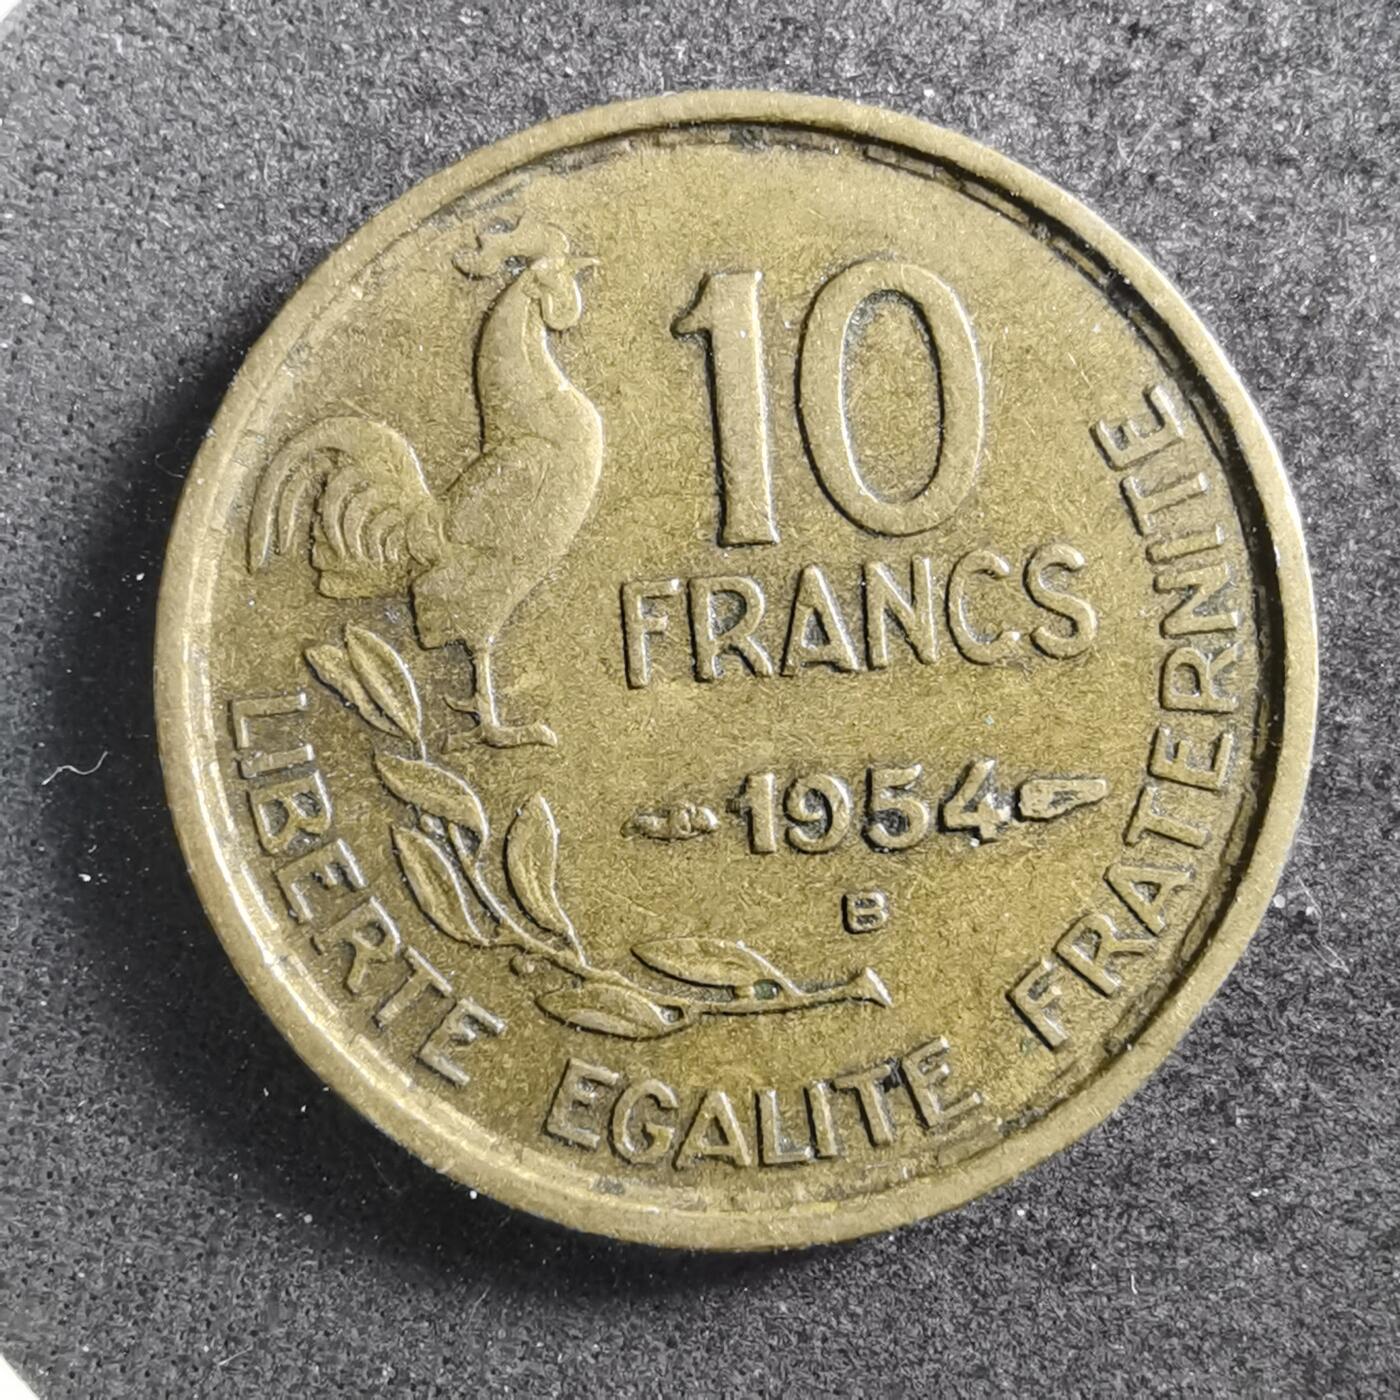 10
FRANCS
1954
B
LIBERTE EGALITE FRATERNITE